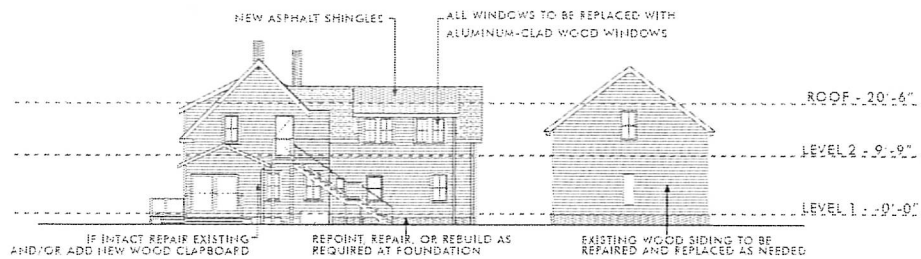 NEW ASPHALT SHINGLES
ALL WINDOWS TO BE REPLACED WITH
ALUMINUM-CLAD WOOD WINDOWS
ROOF - 20'-6"
LEVEL 2 - 9'-9"
LEVEL 1 - -0'-0"
IF INTACT REPAIR EXISTING
AND/OR ADD NEW WOOD CLAPBOARD
REPOINT, REPAIR, OR REBUILD AS
REQUIRED AT FOUNDATION
EXISTING WOOD SIDING TO BE
REPAIRED AND REPLACED AS NEEDED